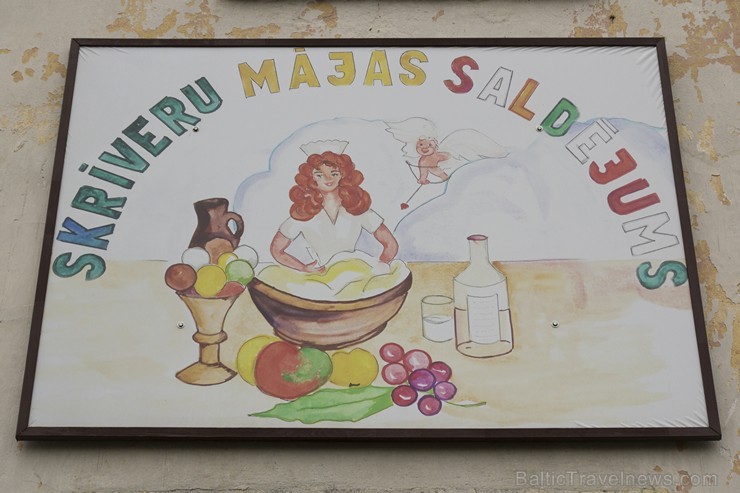 SKRĪVERU MĀJAS SALDĒJUMS
BalticTravelnews.com